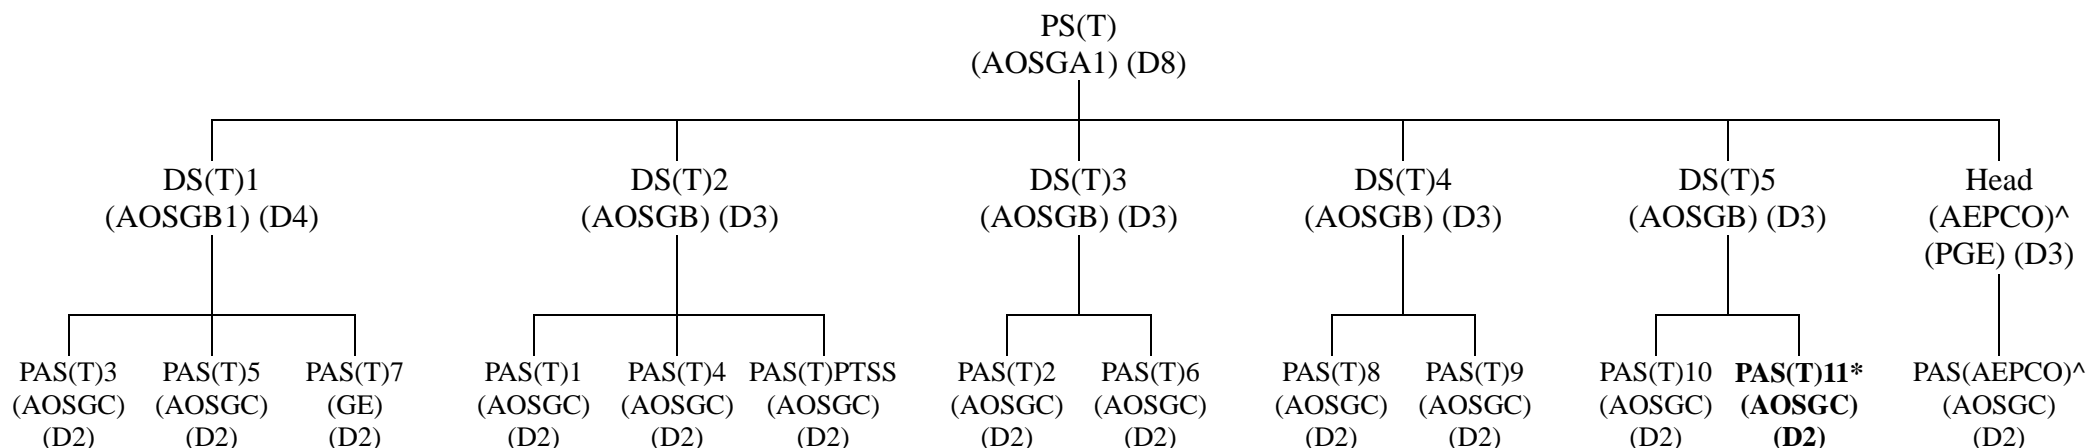 PS(T)
(AOSGA1) (D8)
DS(T)1
(AOSGB1) (D4)
DS(T)2
(AOSGB) (D3)
DS(T)3
(AOSGB) (D3)
DS(T)4
(AOSGB) (D3)
DS(T)5
(AOSGB) (D3)
Head
(AEPCO)^
(PGE) (D3)
PAS(T)3
(AOSGC)
(D2)
PAS(T)5
(AOSGC)
(D2)
PAS(T)7
(GE)
(D2)
PAS(T)1
(AOSGC)
(D2)
PAS(T)4
(AOSGC)
(D2)
PAS(T)PTSS
(AOSGC)
(D2)
PAS(T)2
(AOSGC)
(D2)
PAS(T)6
(AOSGC)
(D2)
PAS(T)8
(AOSGC)
(D2)
PAS(T)9
(AOSGC)
(D2)
PAS(T)10
(AOSGC)
(D2)
PAS(T)11*
(AOSGC)
(D2)
PAS(AEPCO)^
(AOSGC)
(D2)